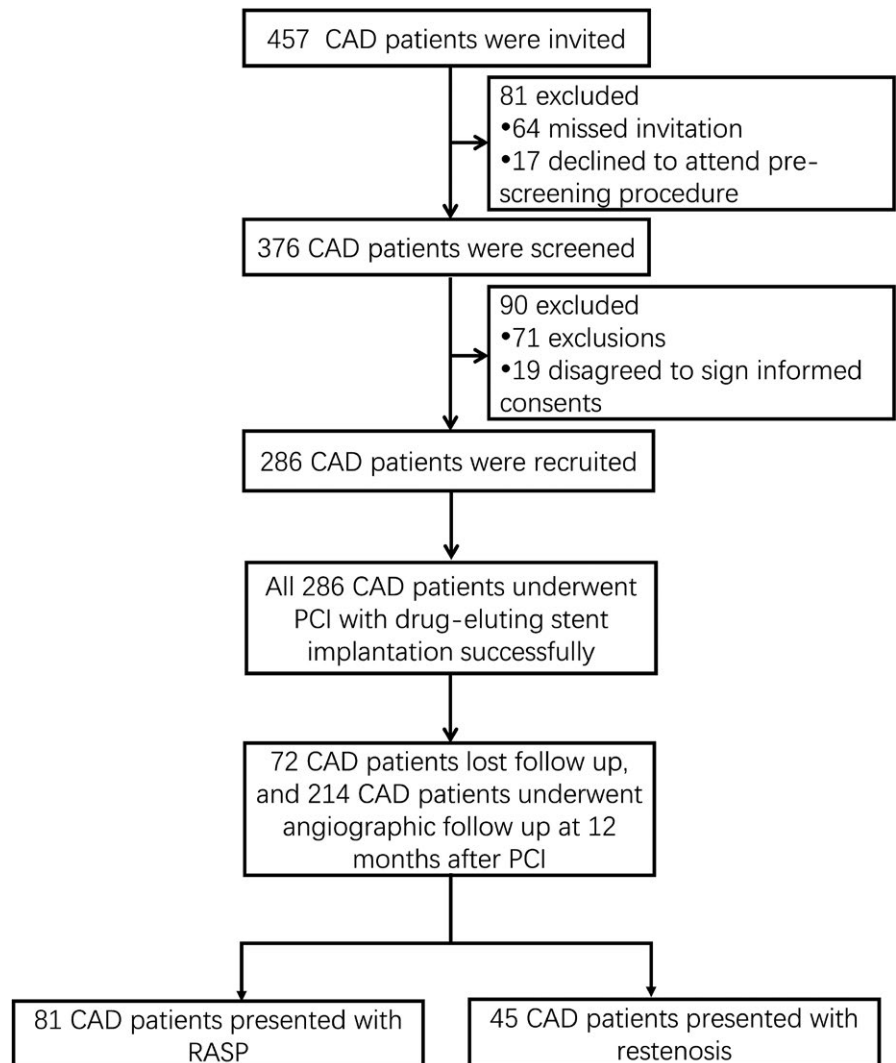 457  CAD patients were invited
81 excluded
•64 missed invitation
•17 declined to attend pre-
screening procedure
376 CAD patients were screened
90 excluded
•71 exclusions
•19 disagreed to sign informed
consents
286 CAD patients were recruited
All 286 CAD patients underwent
PCI with drug-eluting stent
implantation successfully
72 CAD patients lost follow up,
and 214 CAD patients underwent
angiographic follow up at 12
months after PCI
81 CAD patients presented with
RASP
45 CAD patients presented with
restenosis